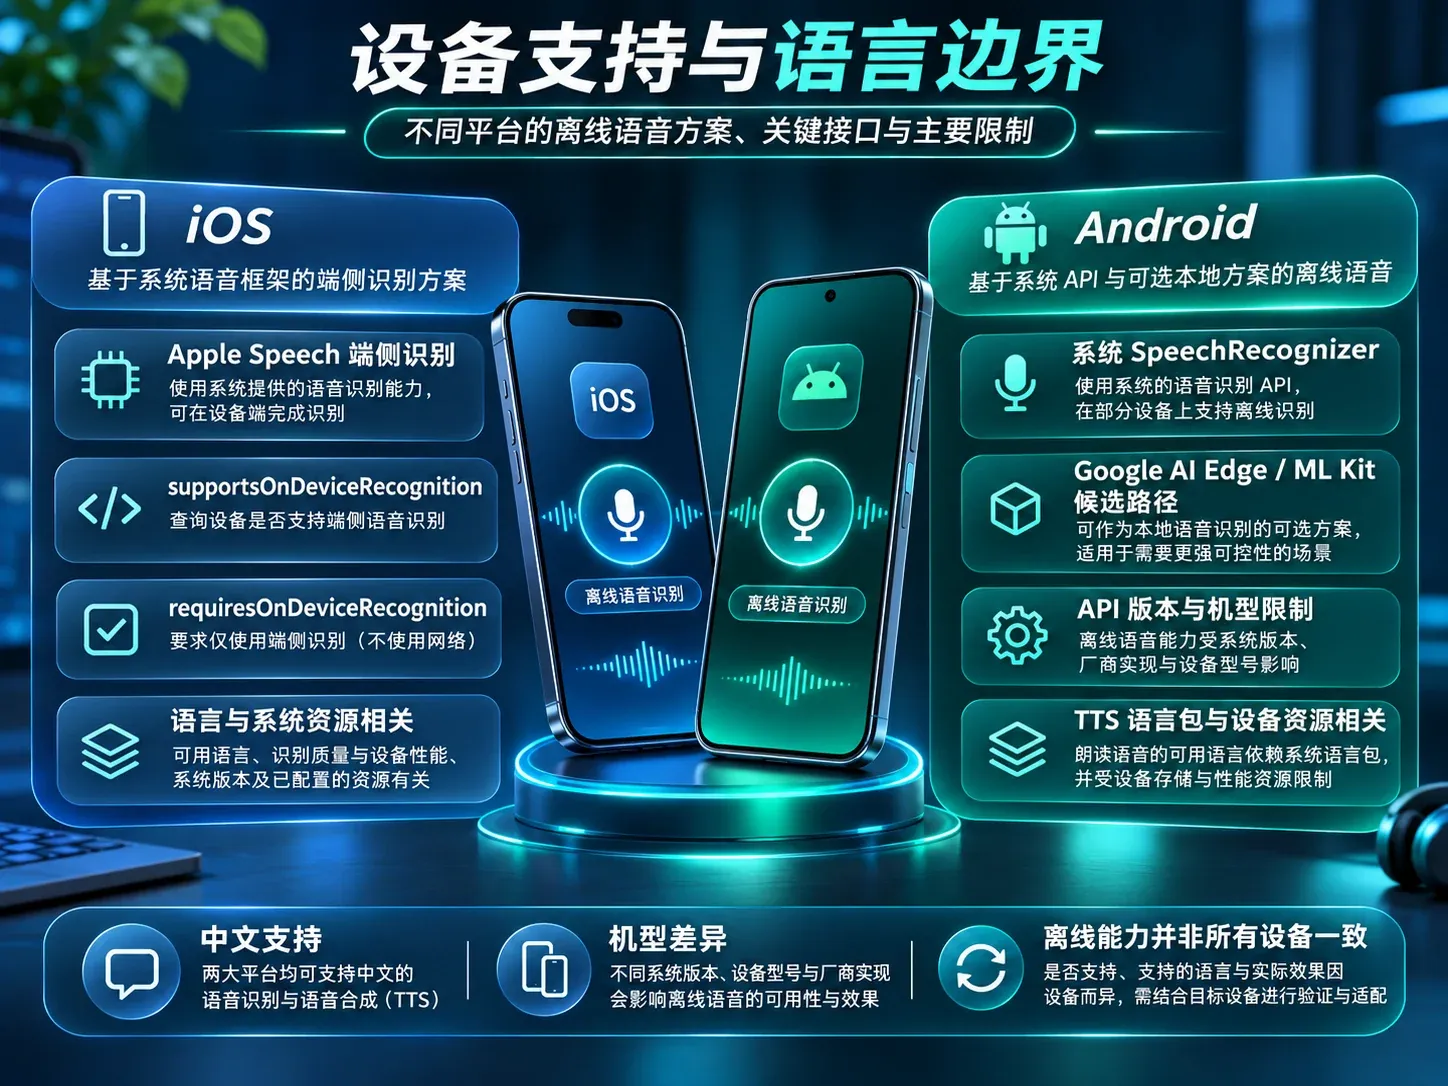 设备支持与语言边界
不同平台的离线语音方案、关键接口与主要限制
iOS
基于系统语音框架的端侧识别方案
Apple Speech 端侧识别
使用系统提供的语音识别能力，
可在设备端完成识别
supportsOnDeviceRecognition
查询设备是否支持端侧语音识别
requiresOnDeviceRecognition
要求仅使用端侧识别（不使用网络）
语言与系统资源相关
可用语言、识别质量与设备性能、
系统版本及已配置的资源有关
iOS
离线语音识别
离线语音识别
Android
基于系统 API 与可选本地方案的离线语音
系统 SpeechRecognizer
使用系统的语音识别 API，
在部分设备上支持离线识别
Google AI Edge / ML Kit
候选路径
可作为本地语音识别的可选方案，
适用于需要更强可控性的场景
API 版本与机型限制
离线语音能力受系统版本、
厂商实现与设备型号影响
TTS 语言包与设备资源相关
朗读语音的可用语言依赖系统语言包，
并受设备存储与性能资源限制
中文支持
两大平台均可支持中文的
语音识别与语音合成（TTS）
机型差异
不同系统版本、设备型号与厂商实现
会影响离线语音的可用性与效果
离线能力并非所有设备一致
是否支持、支持的语言与实际效果因
设备而异，需结合目标设备进行验证与适配